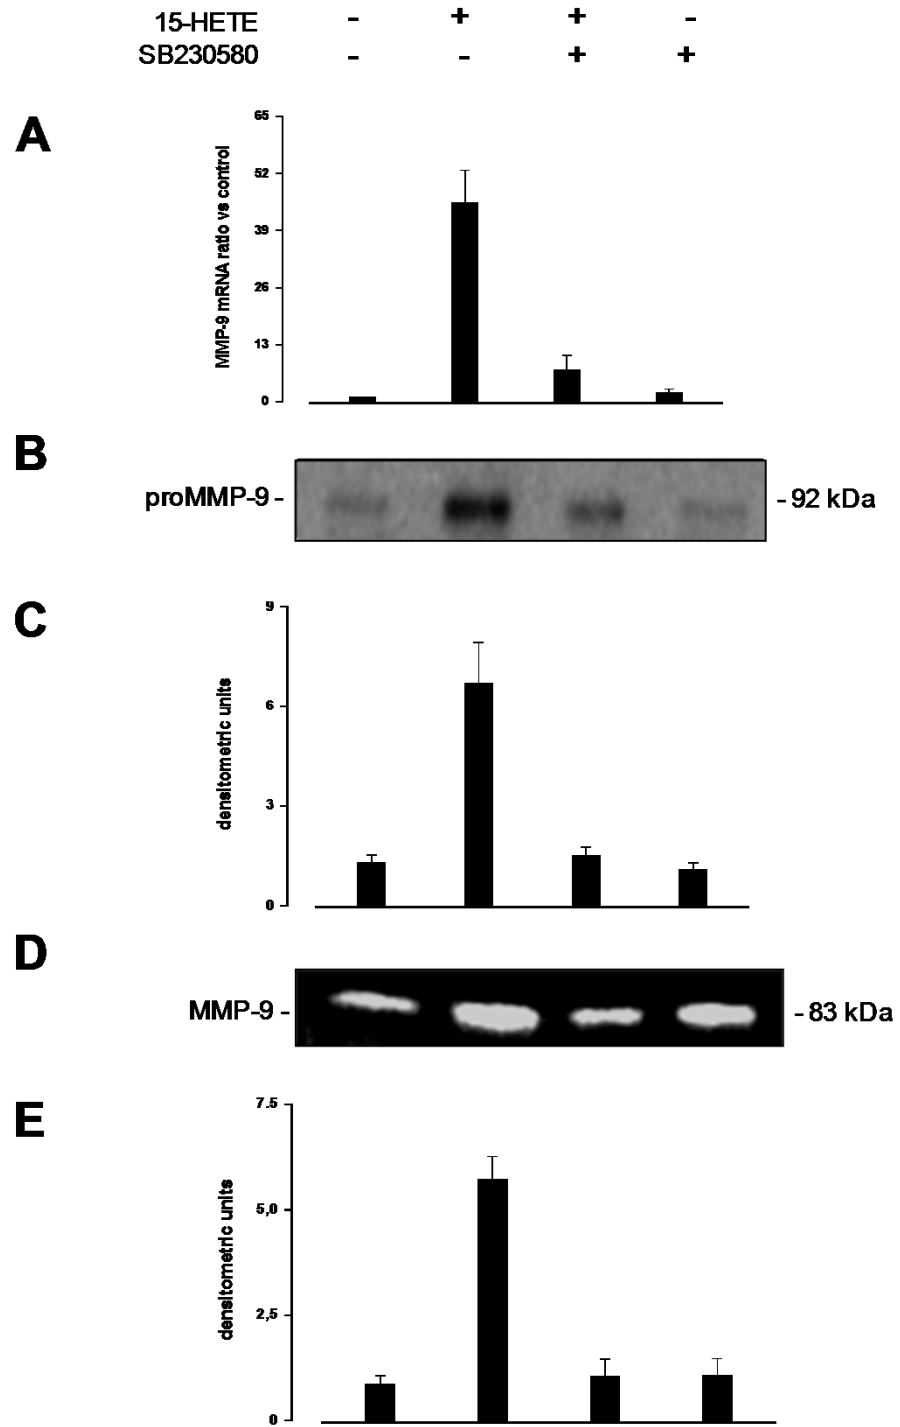 15-HETE - + + -
SB230580 - - + +
A
MMP-9 mRNA ratio vs control
65
52
39
26
13
0
B
proMMP-9 -
- 92 kDa
C
densitometric units
9
6
3
0
D
MMP-9 -
- 83 kDa
E
densitometric units
7.5
5,0
2,5
0